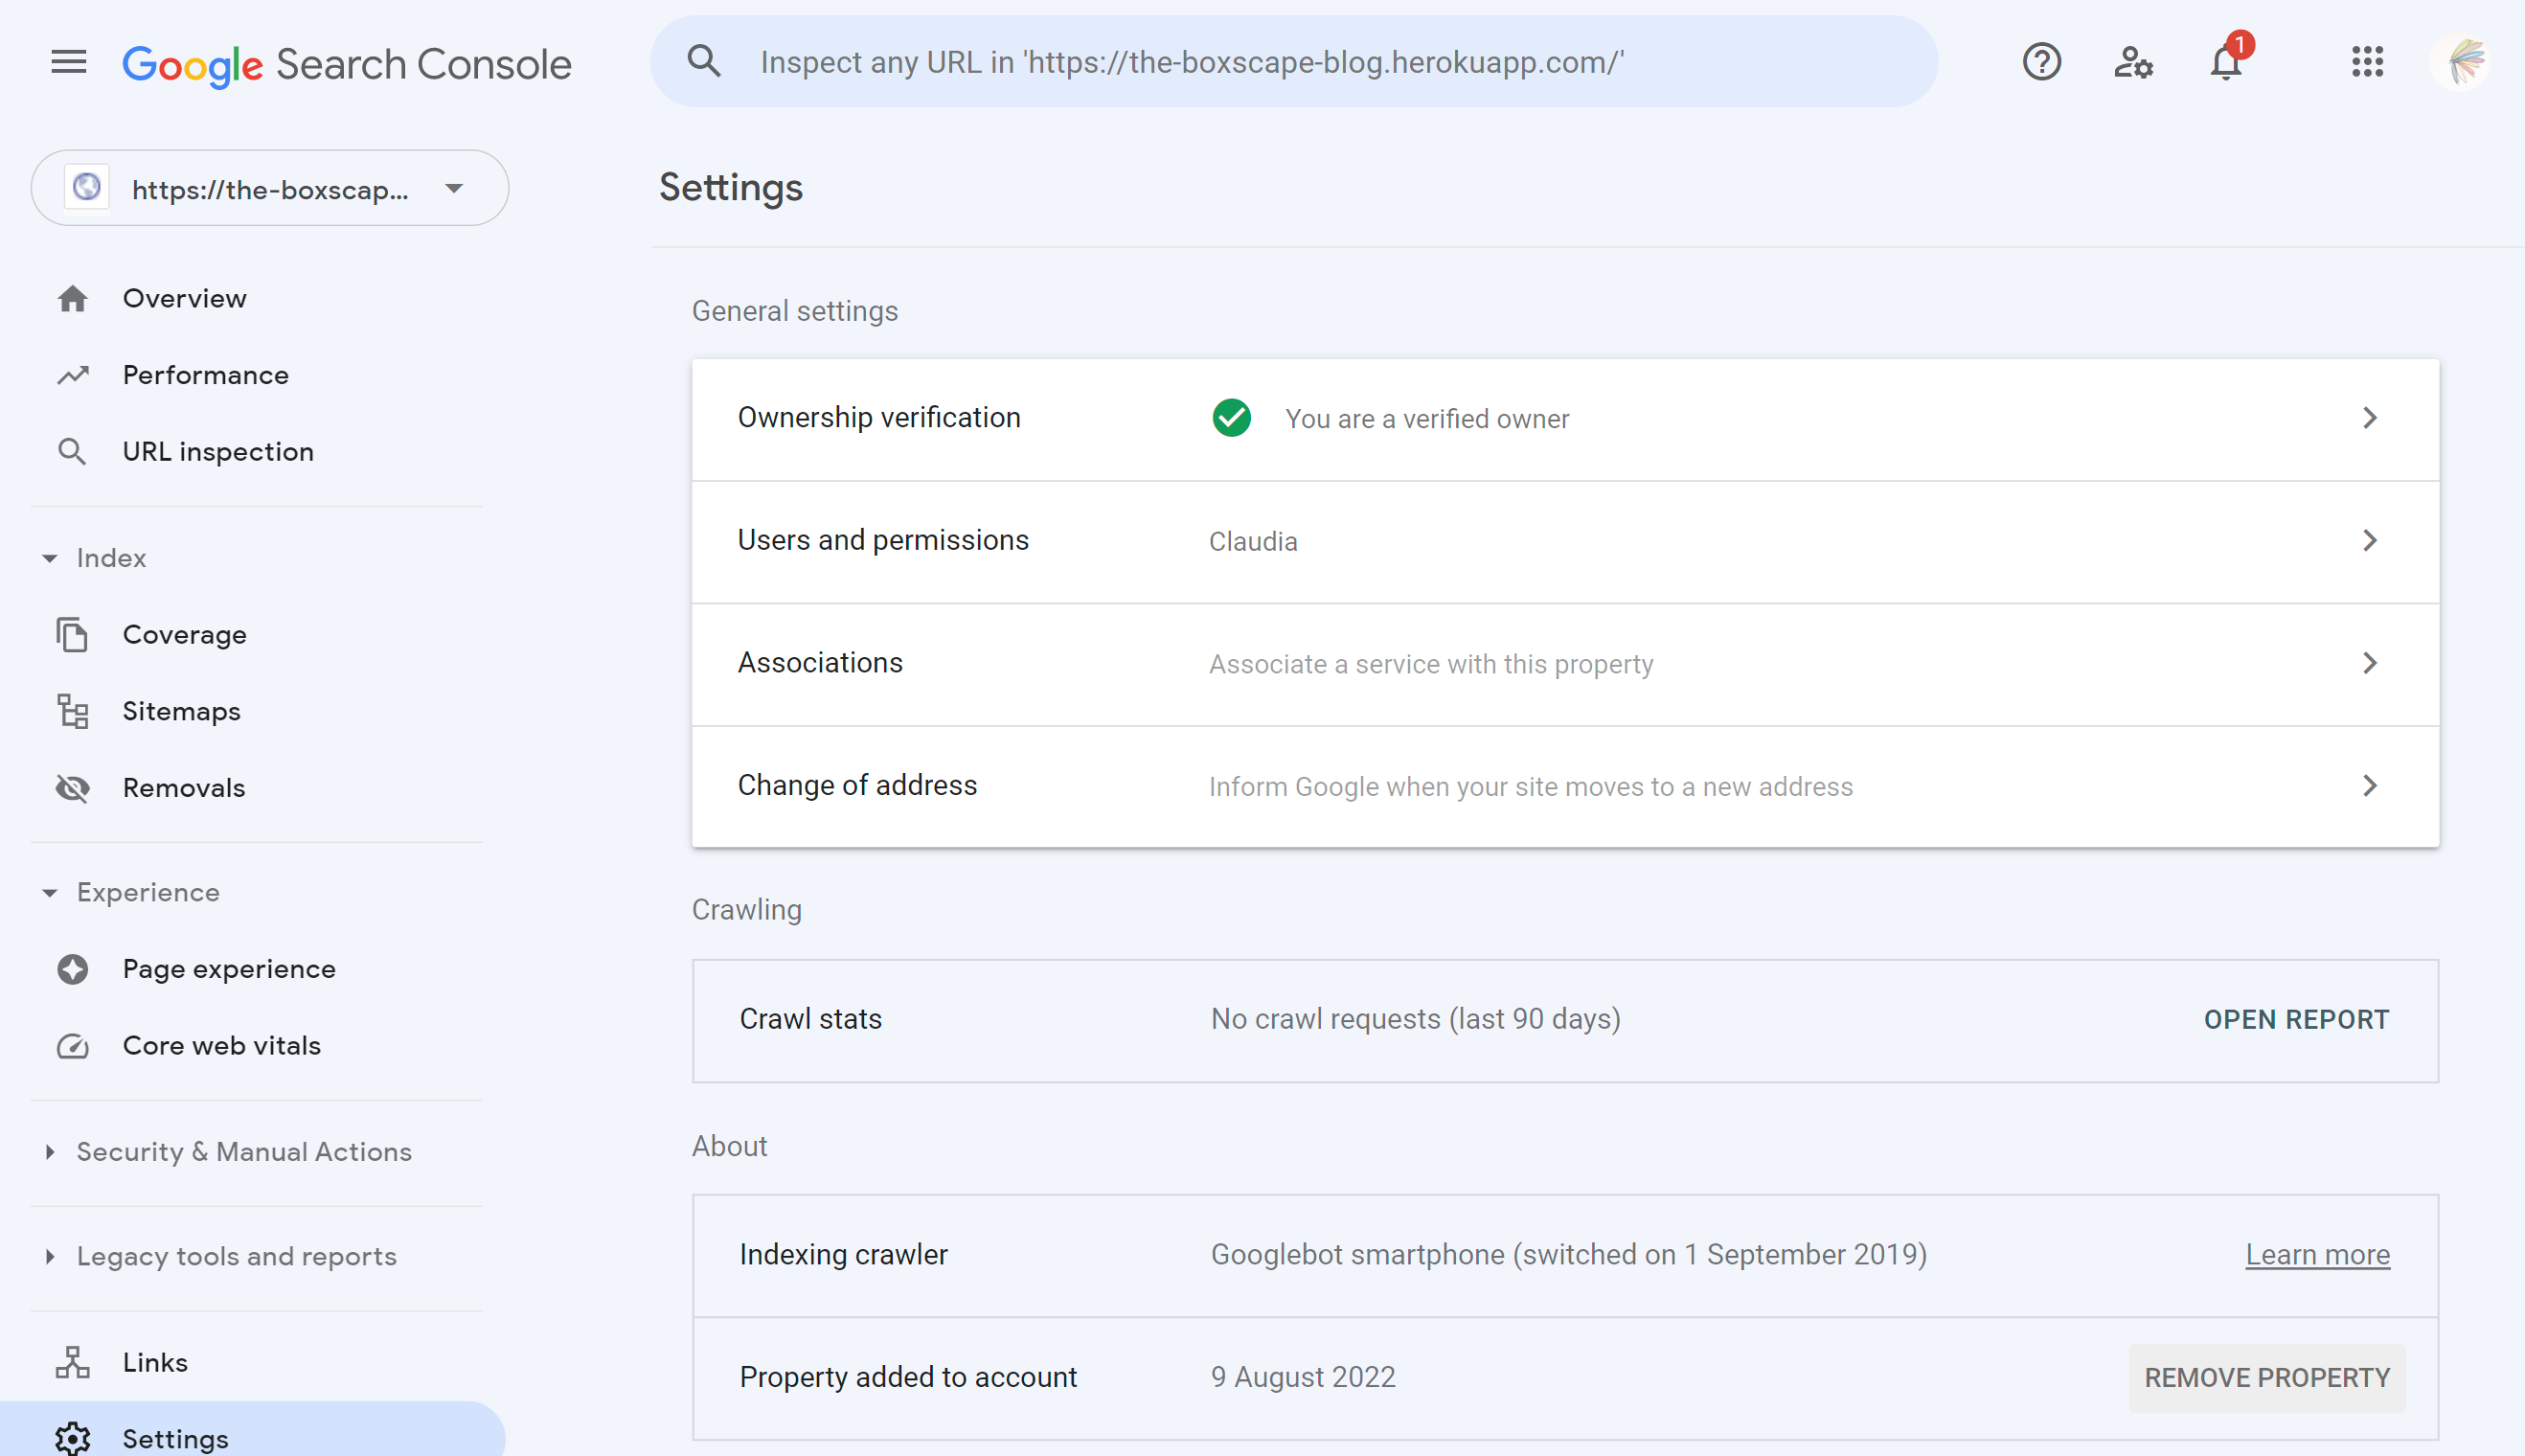 Google Search Console
Inspect any URL in 'https://the-boxscape-blog.herokuapp.com/'
1
https://the-boxscap...
Overview
Performance
URL inspection
Index
Coverage
Sitemaps
Removals
Experience
Page experience
Core web vitals
Security & Manual Actions
Legacy tools and reports
Links
Settings
Settings
General settings
Ownership verification
You are a verified owner
Users and permissions
Claudia
Associations
Associate a service with this property
Change of address
Inform Google when your site moves to a new address
Crawling
Crawl stats
No crawl requests (last 90 days)
OPEN REPORT
About
Indexing crawler
Googlebot smartphone (switched on 1 September 2019)
Learn more
Property added to account
9 August 2022
REMOVE PROPERTY